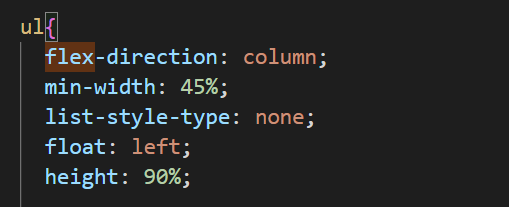 ul{
flex-direction: column;
min-width: 45%;
list-style-type: none;
float: left;
height: 90%;